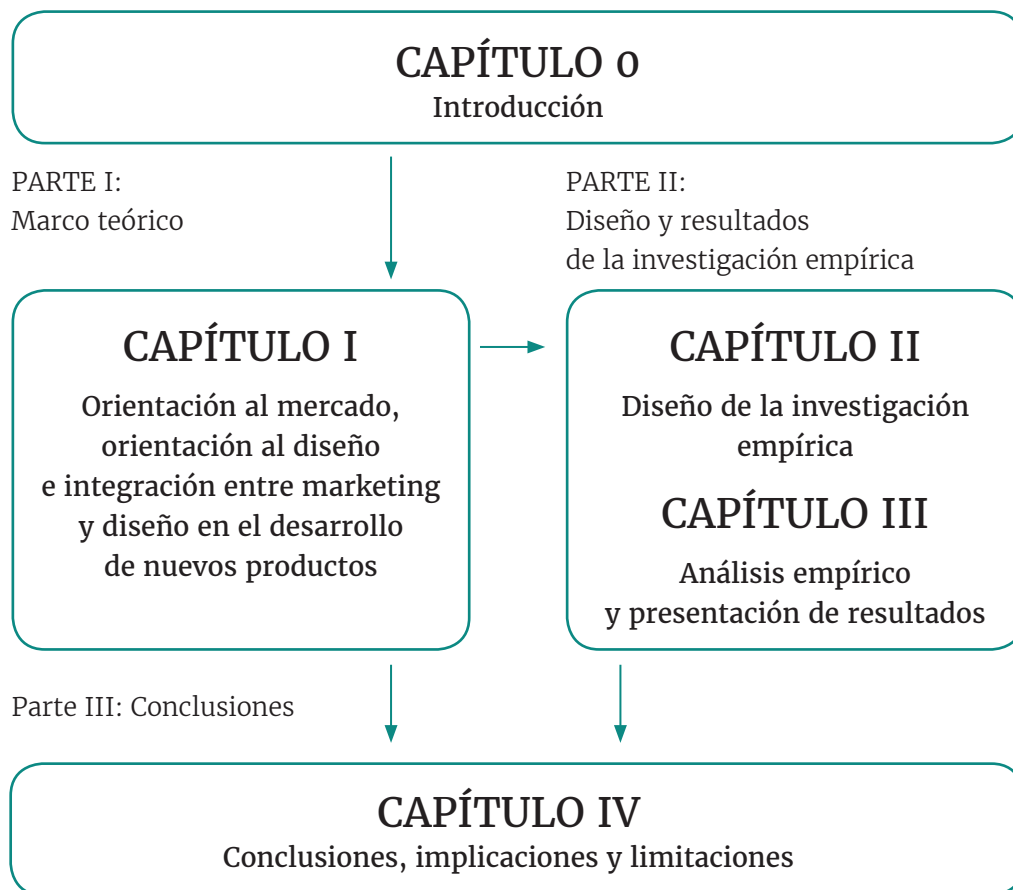 CAPÍTULO 0
Introducción
PARTE I:
Marco teórico
PARTE II:
Diseño y resultados
de la investigación empírica
CAPÍTULO I
Orientación al mercado,
orientación al diseño
e integración entre marketing
y diseño en el desarrollo
de nuevos productos
CAPÍTULO II
Diseño de la investigación
empírica
CAPÍTULO III
Análisis empírico
y presentación de resultados
Parte III: Conclusiones
CAPÍTULO IV
Conclusiones, implicaciones y limitaciones